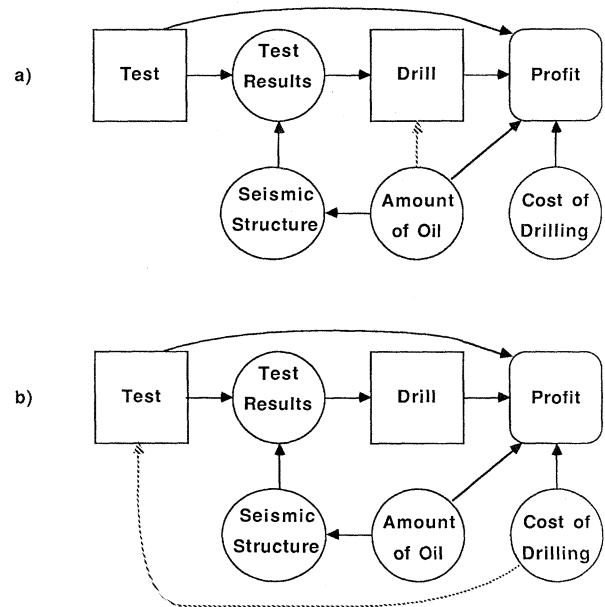 a)
Test
Test
Results
Drill
Profit
Seismic
Structure
Amount
of Oil
Cost of
Drilling
b)
Test
Test
Results
Drill
Profit
Seismic
Structure
Amount
of Oil
Cost of
Drilling